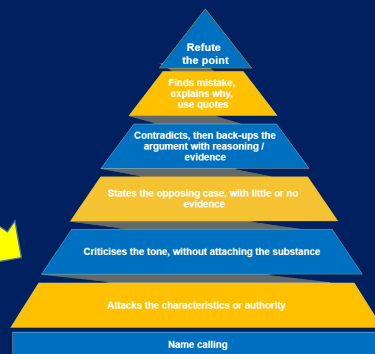 Refute
the point
Finds mistake,
explains why,
use quotes
Contradicts, then back-ups the
argument with reasoning /
evidence
States the opposing case, with little or no
evidence
Criticises the tone, without attaching the substance
Attacks the characteristics or authority
Name calling